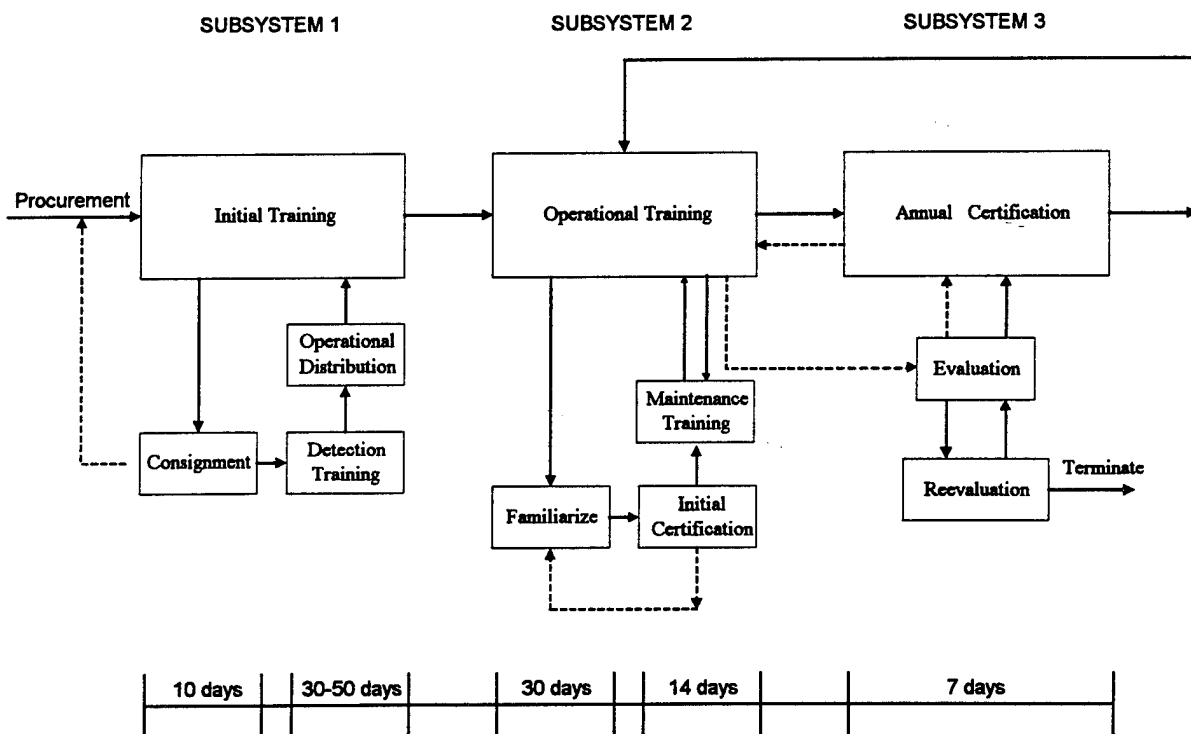 SUBSYSTEM 1
SUBSYSTEM 2
SUBSYSTEM 3
Procurement
Initial Training
Operational Training
Annual Certification
Operational
Distribution
Consignment
Detection
Training
Maintenance
Training
Familiarize
Initial
Certification
Evaluation
Reevaluation
Terminate
10 days
30-50 days
30 days
14 days
7 days